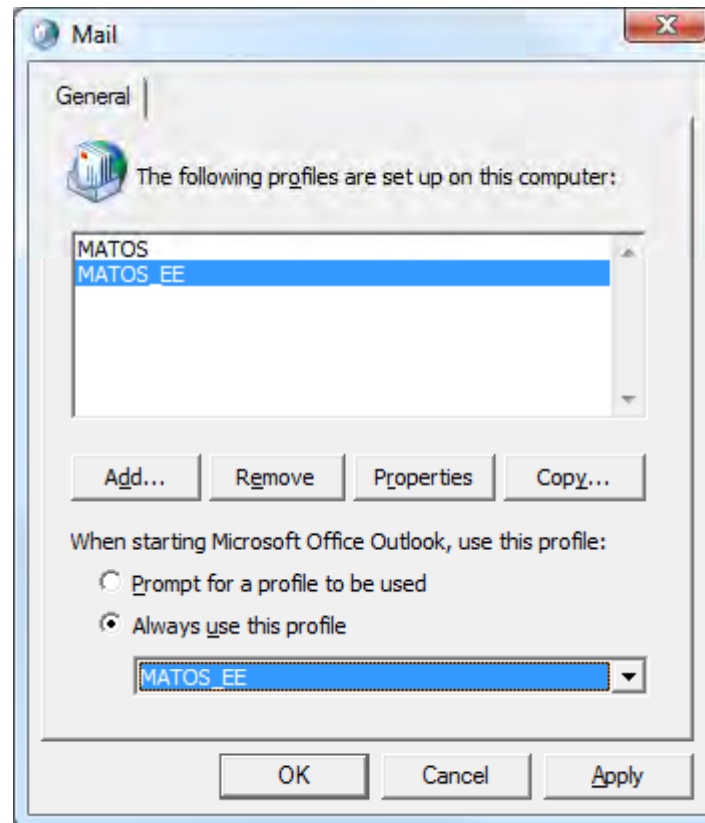 Mail
General
The following profiles are set up on this computer:
MATOS
MATOS_EE
Add... Remove Properties Copy...
When starting Microsoft Office Outlook, use this profile:
Prompt for a profile to be used
Always use this profile
MATOS_EE
OK Cancel Apply